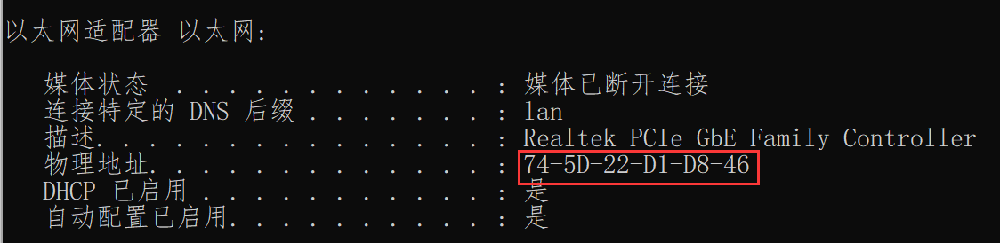 以太网适配器 以太网:
媒体状态 . . . . . . . . . . . . : 媒体已断开连接
连接特定的 DNS 后缀 . . . . . . . : lan
描述. . . . . . . . . . . . . . . : Realtek PCIe GbE Family Controller
物理地址. . . . . . . . . . . . . : 74-5D-22-D1-D8-46
DHCP 已启用 . . . . . . . . . . . : 是
自动配置已启用. . . . . . . . . . : 是